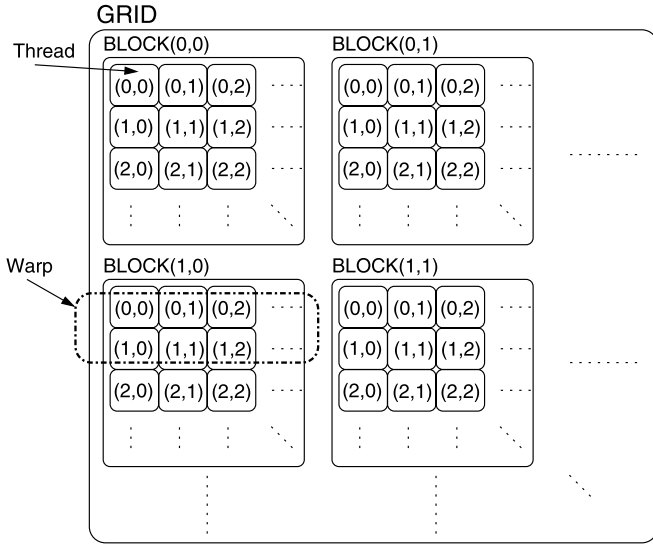 GRID
Thread
BLOCK(0,0) BLOCK(0,1)
(0,0) (0,1) (0,2) (0,0) (0,1) (0,2)
(1,0) (1,1) (1,2) (1,0) (1,1) (1,2)
(2,0) (2,1) (2,2) (2,0) (2,1) (2,2)
Warp
BLOCK(1,0) BLOCK(1,1)
(0,0) (0,1) (0,2) (0,0) (0,1) (0,2)
(1,0) (1,1) (1,2) (1,0) (1,1) (1,2)
(2,0) (2,1) (2,2) (2,0) (2,1) (2,2)